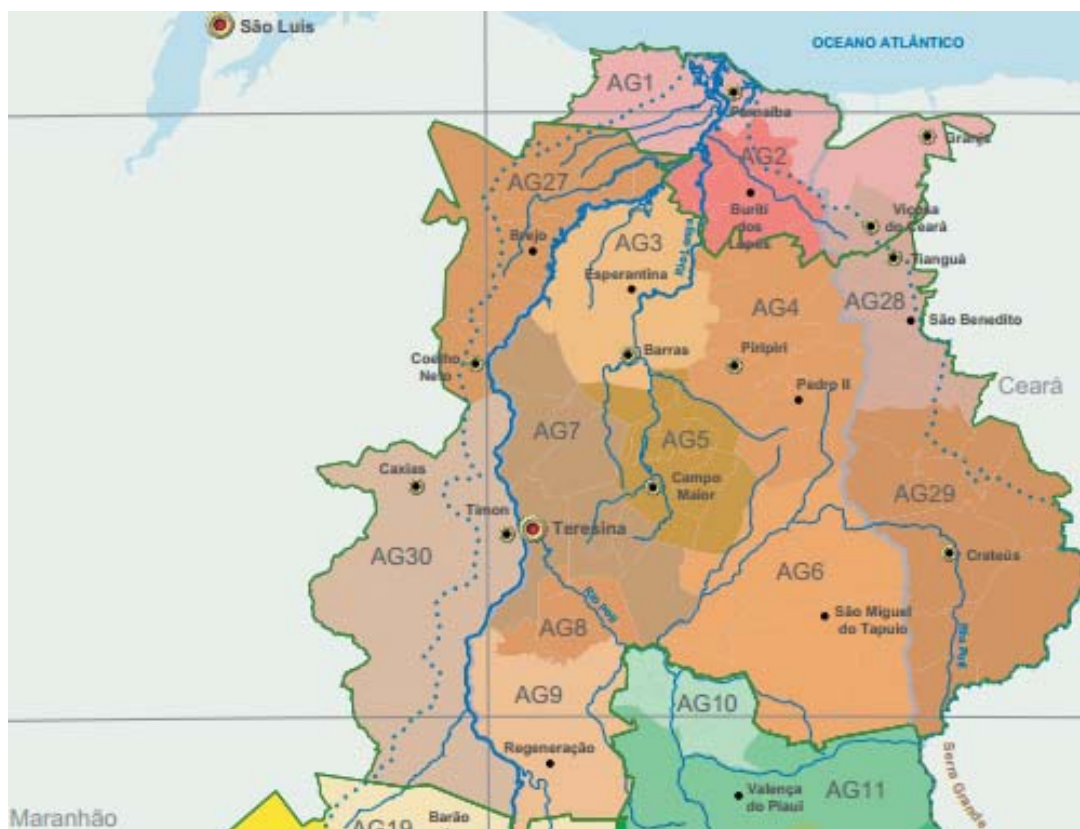 São Luis
OCEANO ATLÂNTICO
AG1
Parnaíba
Granja
AG2
AG27
Buriti
dos
Lopes
Viçosa
do Ceará
Brejo
AG3
Tianguá
Esperantina
AG4
AG28
São Benedito
Coelho
Neto
Barras
Piripiri
Pedro II
Ceará
AG7
AG5
Caxias
Campo
Maior
AG29
Timon
Teresina
AG30
AG6
Crateús
Rio Poti
AG8
São Miguel
do Tapuio
AG9
AG10
Regeneração
Serra Grande
Valença
do Piauí
AG11
Maranhão
AG19
Barão